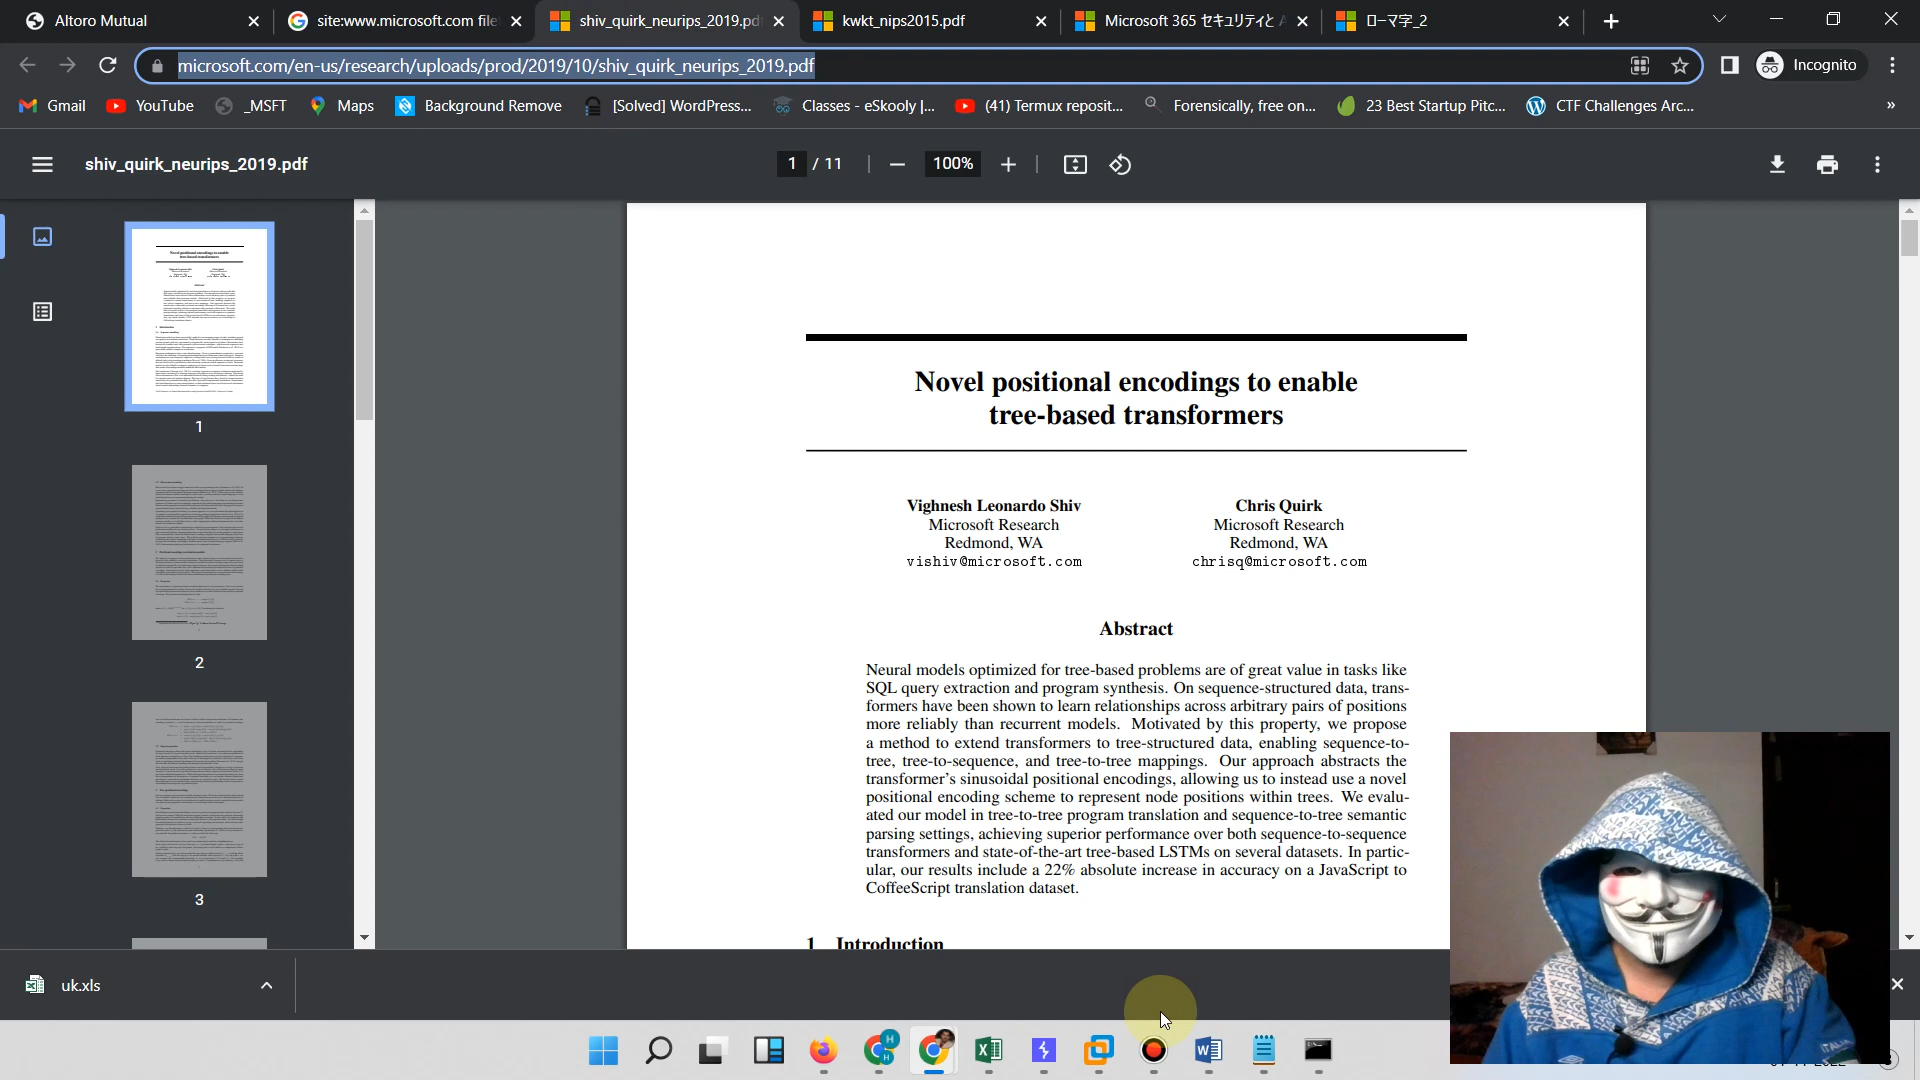 Altoro Mutual
site:www.microsoft.com file
shiv_quirk_neurips_2019.pd
kwkt_nips2015.pdf
Microsoft 365 セキュリティと A
ローマ字_2
microsoft.com/en-us/research/uploads/prod/2019/10/shiv_quirk_neurips_2019.pdf
Incognito
Gmail
YouTube
_MSFT
Maps
Background Remove
[Solved] WordPress...
Classes - eSkooly |...
(41) Termux reposit...
Forensically, free on...
23 Best Startup Pitc...
CTF Challenges Arc...
»
shiv_quirk_neurips_2019.pdf
1 / 11
100%
1
2
3
Novel positional encodings to enable
tree-based transformers
Vighnesh Leonardo Shiv
Microsoft Research
Redmond, WA
vishiv@microsoft.com
Chris Quirk
Microsoft Research
Redmond, WA
chrisq@microsoft.com
Abstract
Neural models optimized for tree-based problems are of great value in tasks like
SQL query extraction and program synthesis. On sequence-structured data, trans-
formers have been shown to learn relationships across arbitrary pairs of positions
more reliably than recurrent models. Motivated by this property, we propose
a method to extend transformers to tree-structured data, enabling sequence-to-
tree, tree-to-sequence, and tree-to-tree mappings. Our approach abstracts the
transformer's sinusoidal positional encodings, allowing us to instead use a novel
positional encoding scheme to represent node positions within trees. We evalu-
ated our model in tree-to-tree program translation and sequence-to-tree semantic
parsing settings, achieving superior performance over both sequence-to-sequence
transformers and state-of-the-art tree-based LSTMs on several datasets. In partic-
ular, our results include a 22% absolute increase in accuracy on a JavaScript to
CoffeeScript translation dataset.
1 Introduction
uk.xls